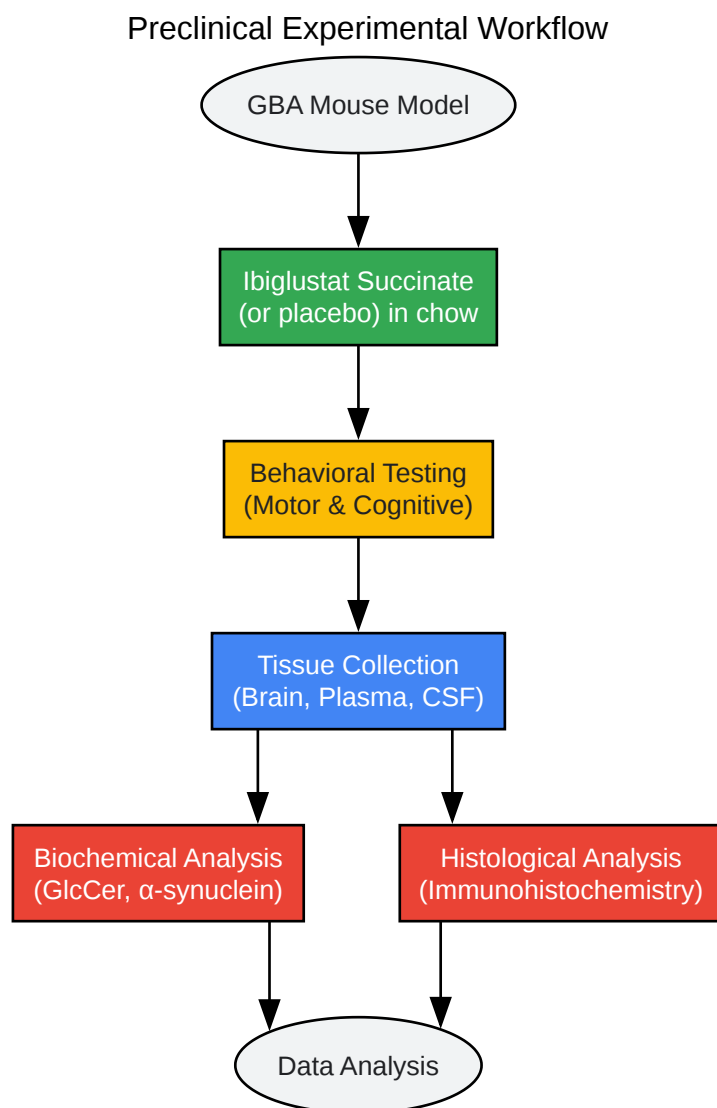 Preclinical Experimental Workflow
GBA Mouse Model
Ibiglustat Succinate
(or placebo) in chow
Behavioral Testing
(Motor & Cognitive)
Tissue Collection
(Brain, Plasma, CSF)
Biochemical Analysis
(GlcCer, α-synuclein)
Histological Analysis
(Immunohistochemistry)
Data Analysis